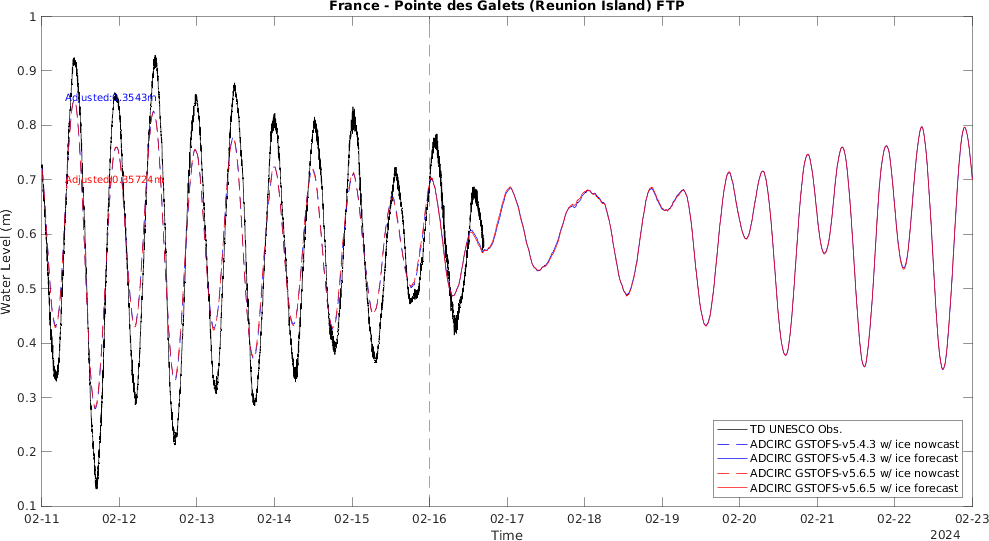 France - Pointe des Galets (Reunion Island) FTP
Water Level (m)
1
0.9
0.8
0.7
0.6
0.5
0.4
0.3
0.2
0.1
Adjusted:0.3543m
Adjusted:0.35724m
TD UNESCO Obs.
ADCIRC GSTOFS-v5.4.3 w/ ice nowcast
ADCIRC GSTOFS-v5.4.3 w/ ice forecast
ADCIRC GSTOFS-v5.6.5 w/ ice nowcast
ADCIRC GSTOFS-v5.6.5 w/ ice forecast
02-11 02-12 02-13 02-14 02-15 02-16 02-17 02-18 02-19 02-20 02-21 02-22 02-23
Time
2024